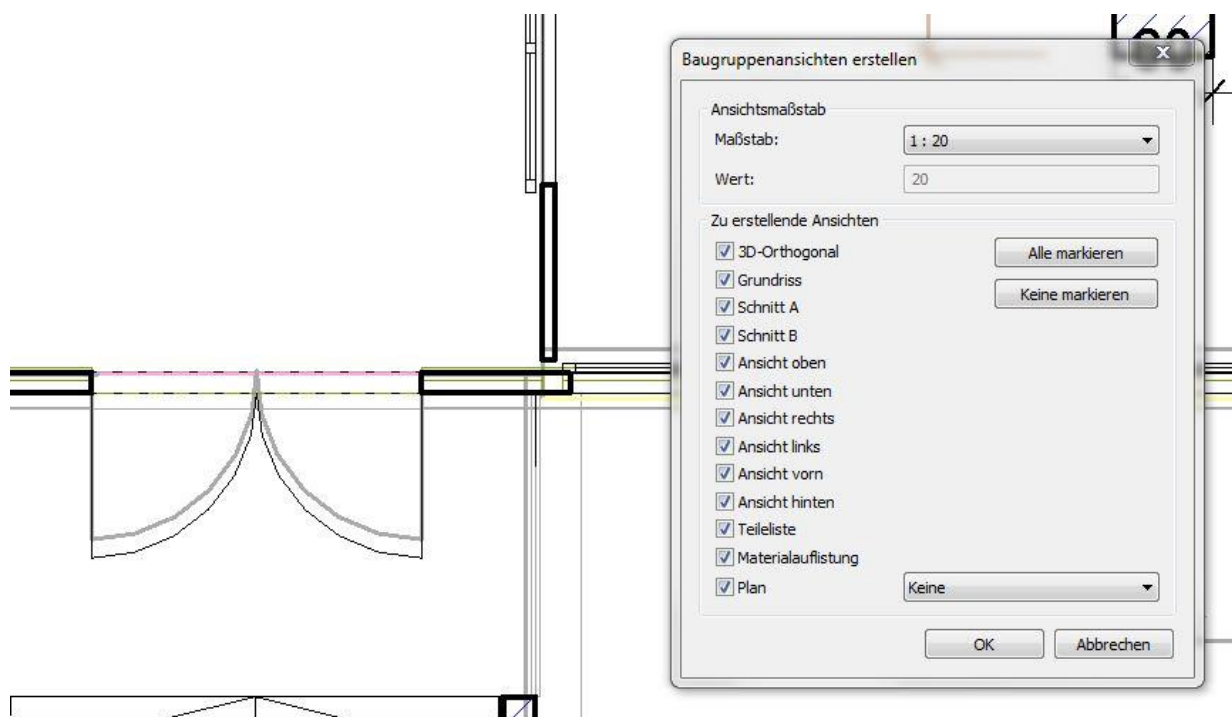 Baugruppenansichten erstellen
X
Ansichtsmaßstab
Maßstab: 1 : 20
Wert: 20
Zu erstellende Ansichten
3D-Orthogonal Alle markieren
Grundriss Keine markieren
Schnitt A
Schnitt B
Ansicht oben
Ansicht unten
Ansicht rechts
Ansicht links
Ansicht vorn
Ansicht hinten
Teileliste
Materialauflistung
Plan Keine
OK Abbrechen